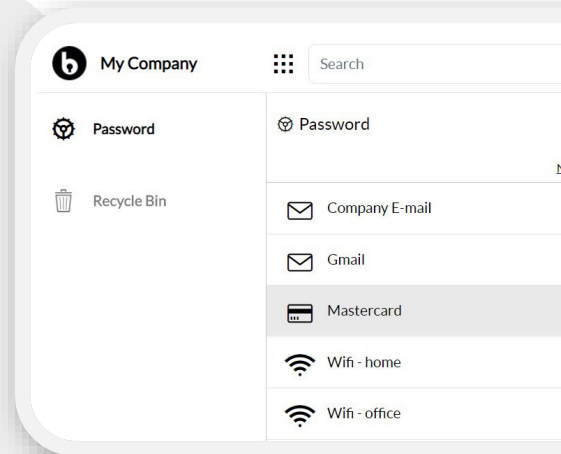 My Company
Search
Password
Recycle Bin
Password
Company E-mail
Gmail
Mastercard
Wifi - home
Wifi - office